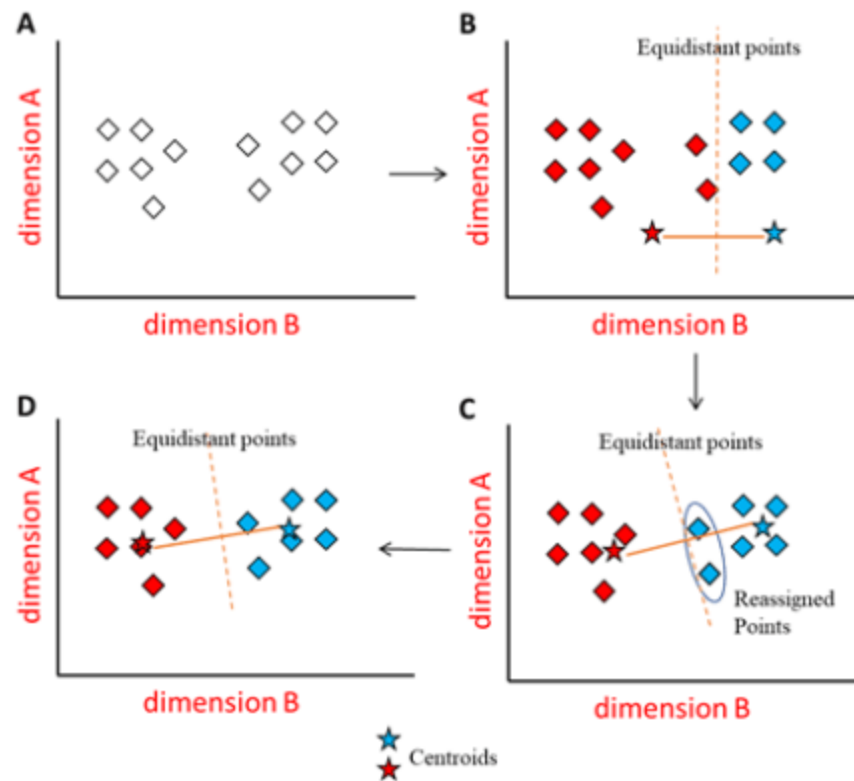 A
dimension A
dimension B
B
Equidistant points
dimension A
dimension B
D
Equidistant points
dimension A
dimension B
C
Equidistant points
dimension A
Reassigned
Points
dimension B
Centroids